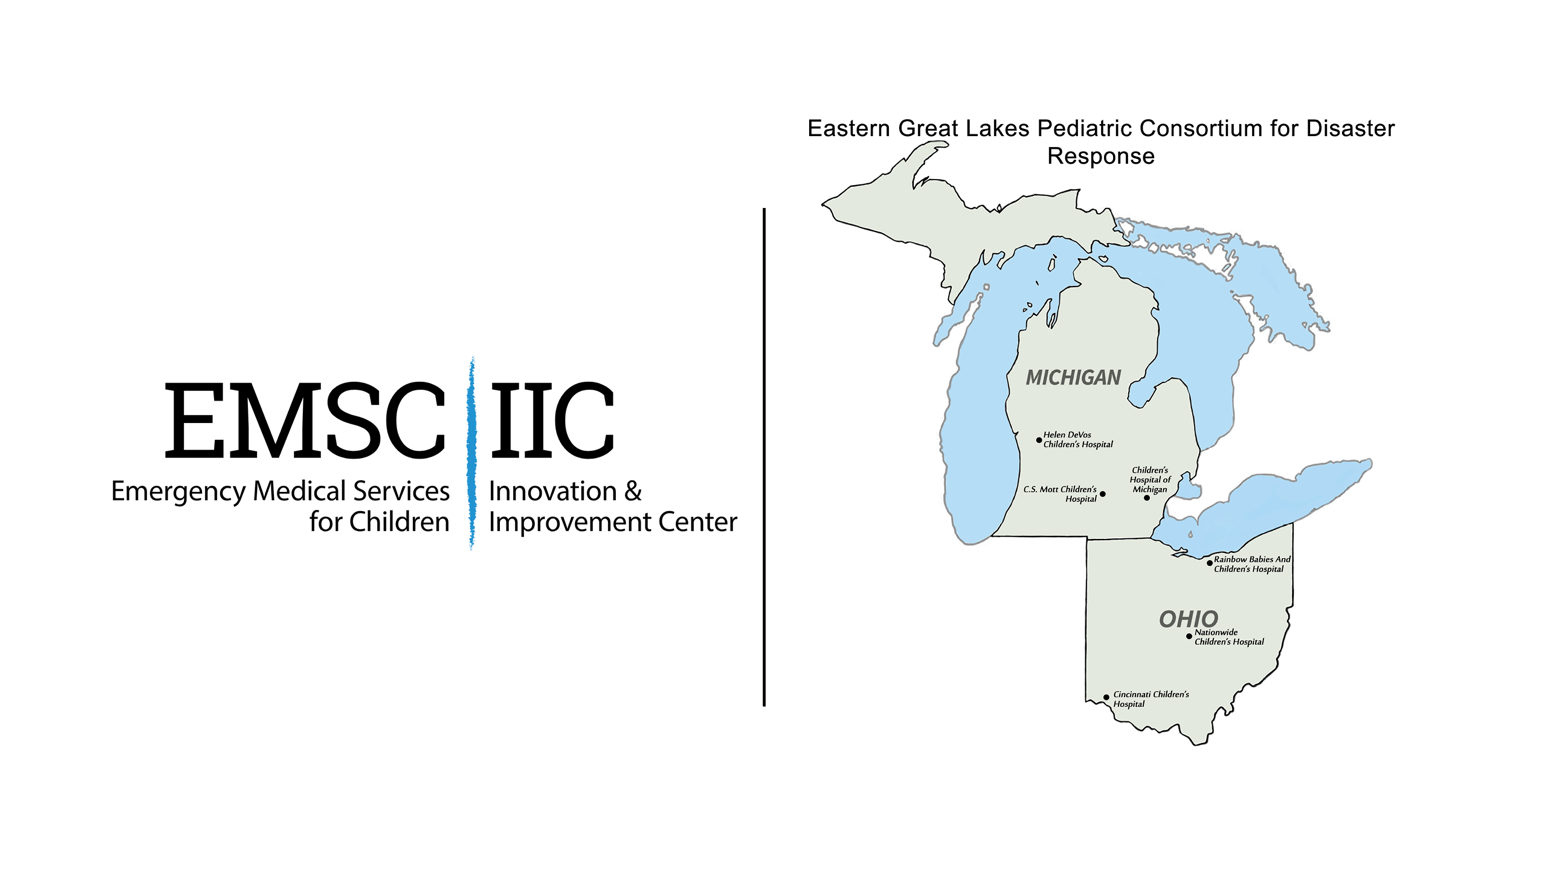 EMSC IIC
Emergency Medical Services
for Children
Innovation &
Improvement Center
Eastern Great Lakes Pediatric Consortium for Disaster
Response
MICHIGAN
Helen DeVos
Children's Hospital
C.S. Mott Children's
Hospital
Children's
Hospital of
Michigan
Rainbow Babies And
Children's Hospital
OHIO
Nationwide
Children's Hospital
Cincinnati Children's
Hospital